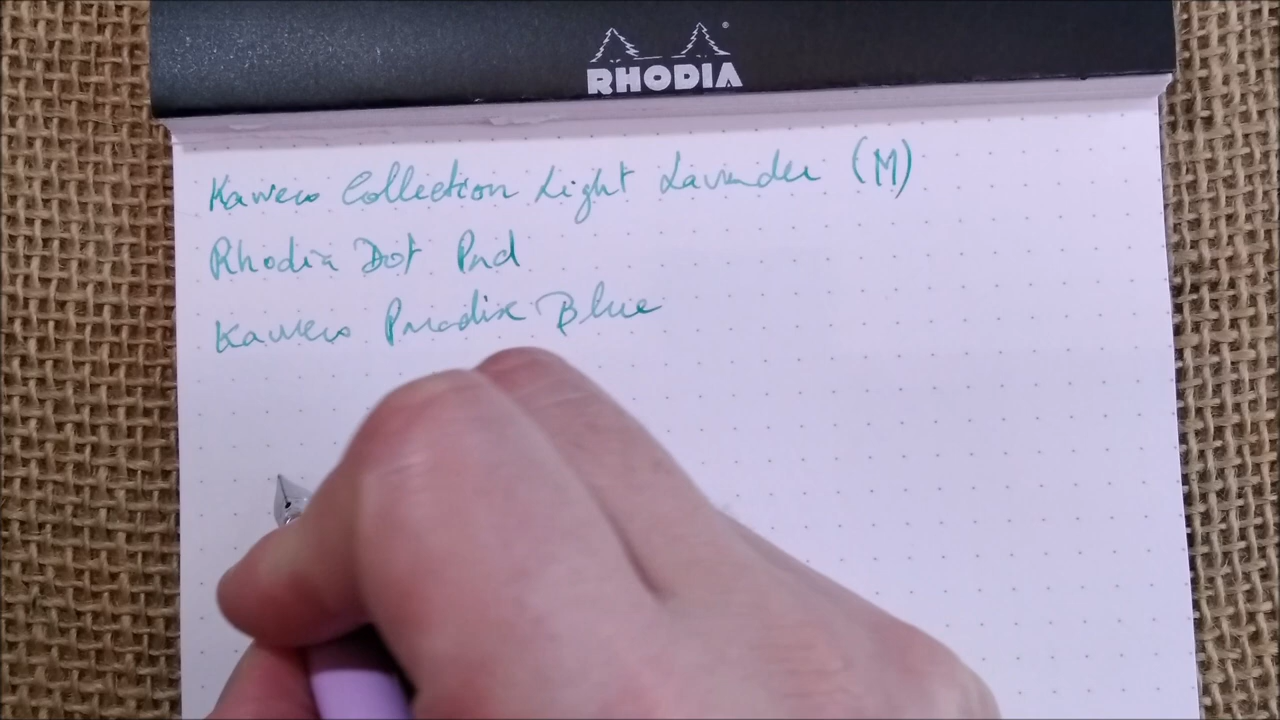 RHODIA
Kaweco Collection Light Lavender (M)
Rhodia Dot Pad
Kaweco Paradise Blue